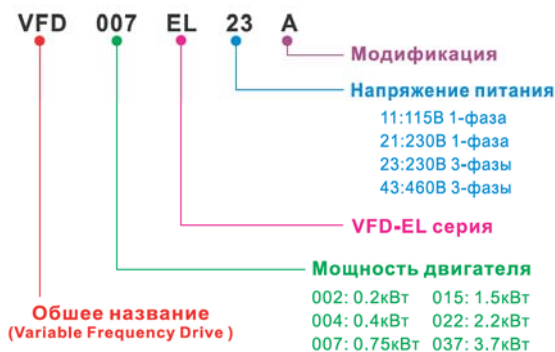 VFD 007 EL 23 A
Модификация
Напряжение питания
11:115В 1-фаза
21:230В 1-фаза
23:230В 3-фазы
43:460В 3-фазы
VFD-EL серия
Мощность двигателя
002: 0.2кВт 015: 1.5кВт
004: 0.4кВт 022: 2.2кВт
007: 0.75кВт 037: 3.7кВт
Обшее название
(Variable Frequency Drive )